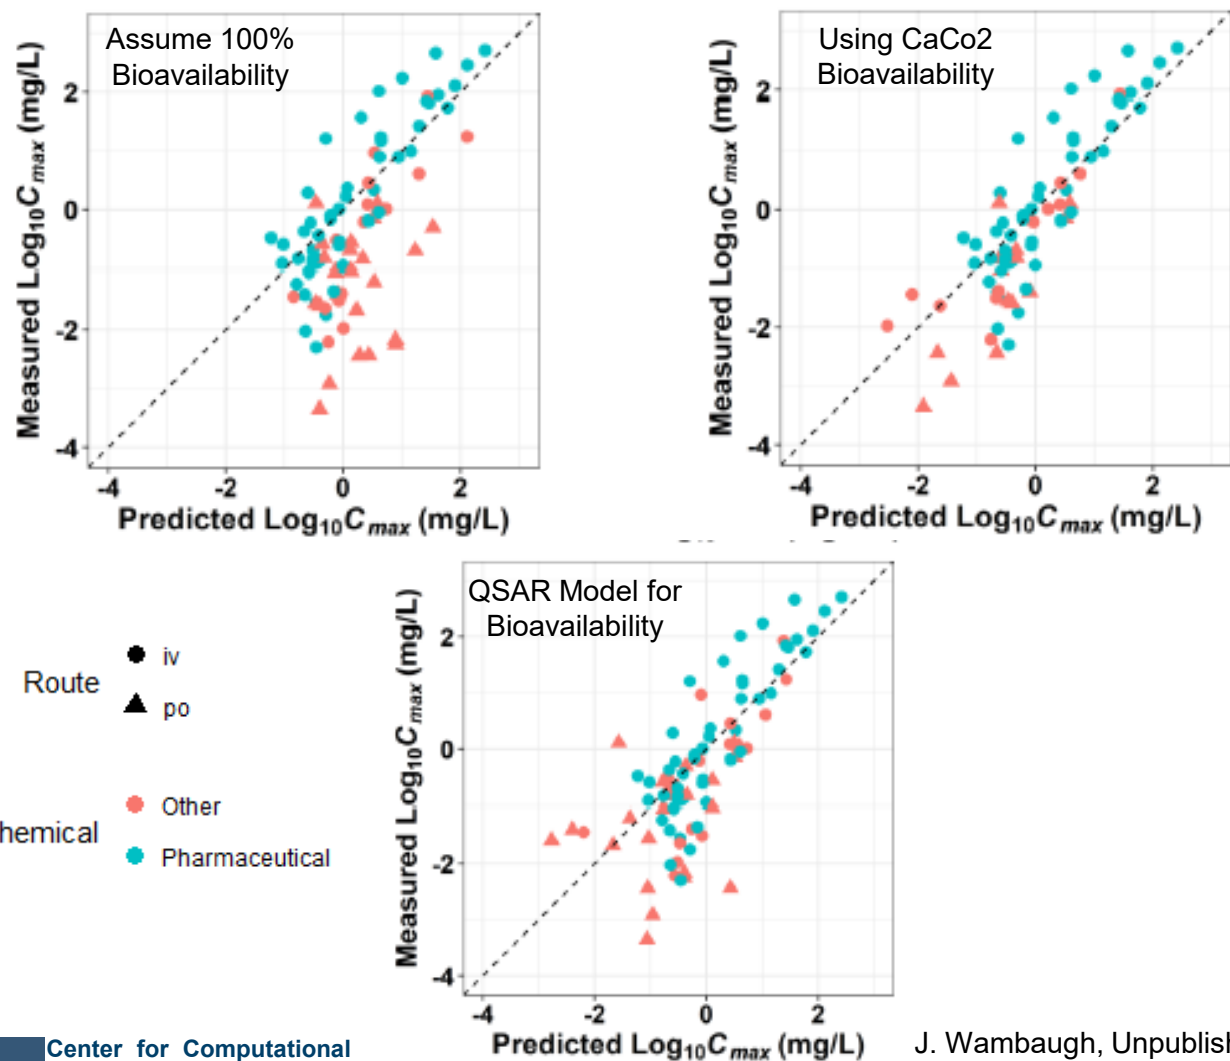 Assume 100%
Bioavailability
Measured Log10Cmax (mg/L)
2
0
-2
-4
-4 -2 0 2
Predicted Log10Cmax (mg/L)
Using CaCo2
Bioavailability
Measured Log10Cmax (mg/L)
2
0
-2
-4
-4 -2 0 2
Predicted Log10Cmax (mg/L)
QSAR Model for
Bioavailability
Measured Log10Cmax (mg/L)
2
0
-2
-4
-4 -2 0 2
Predicted Log10Cmax (mg/L)
Route
iv
po
hemical
Other
Pharmaceutical
Center for Computational
J. Wambaugh, Unpublis